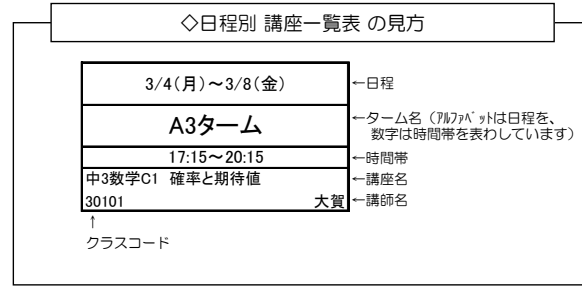 ◇日程別 講座一覧表 の見方
3/4(月)～3/8(金)
←日程
A3ターム
←ターム名（ｱﾙﾌｧﾍﾞｯﾄは日程を、
数字は時間帯を表わしています）
17:15～20:15
←時間帯
中3数学C1 確率と期待値
←講座名
30101 大賀
←講師名
↑
クラスコード